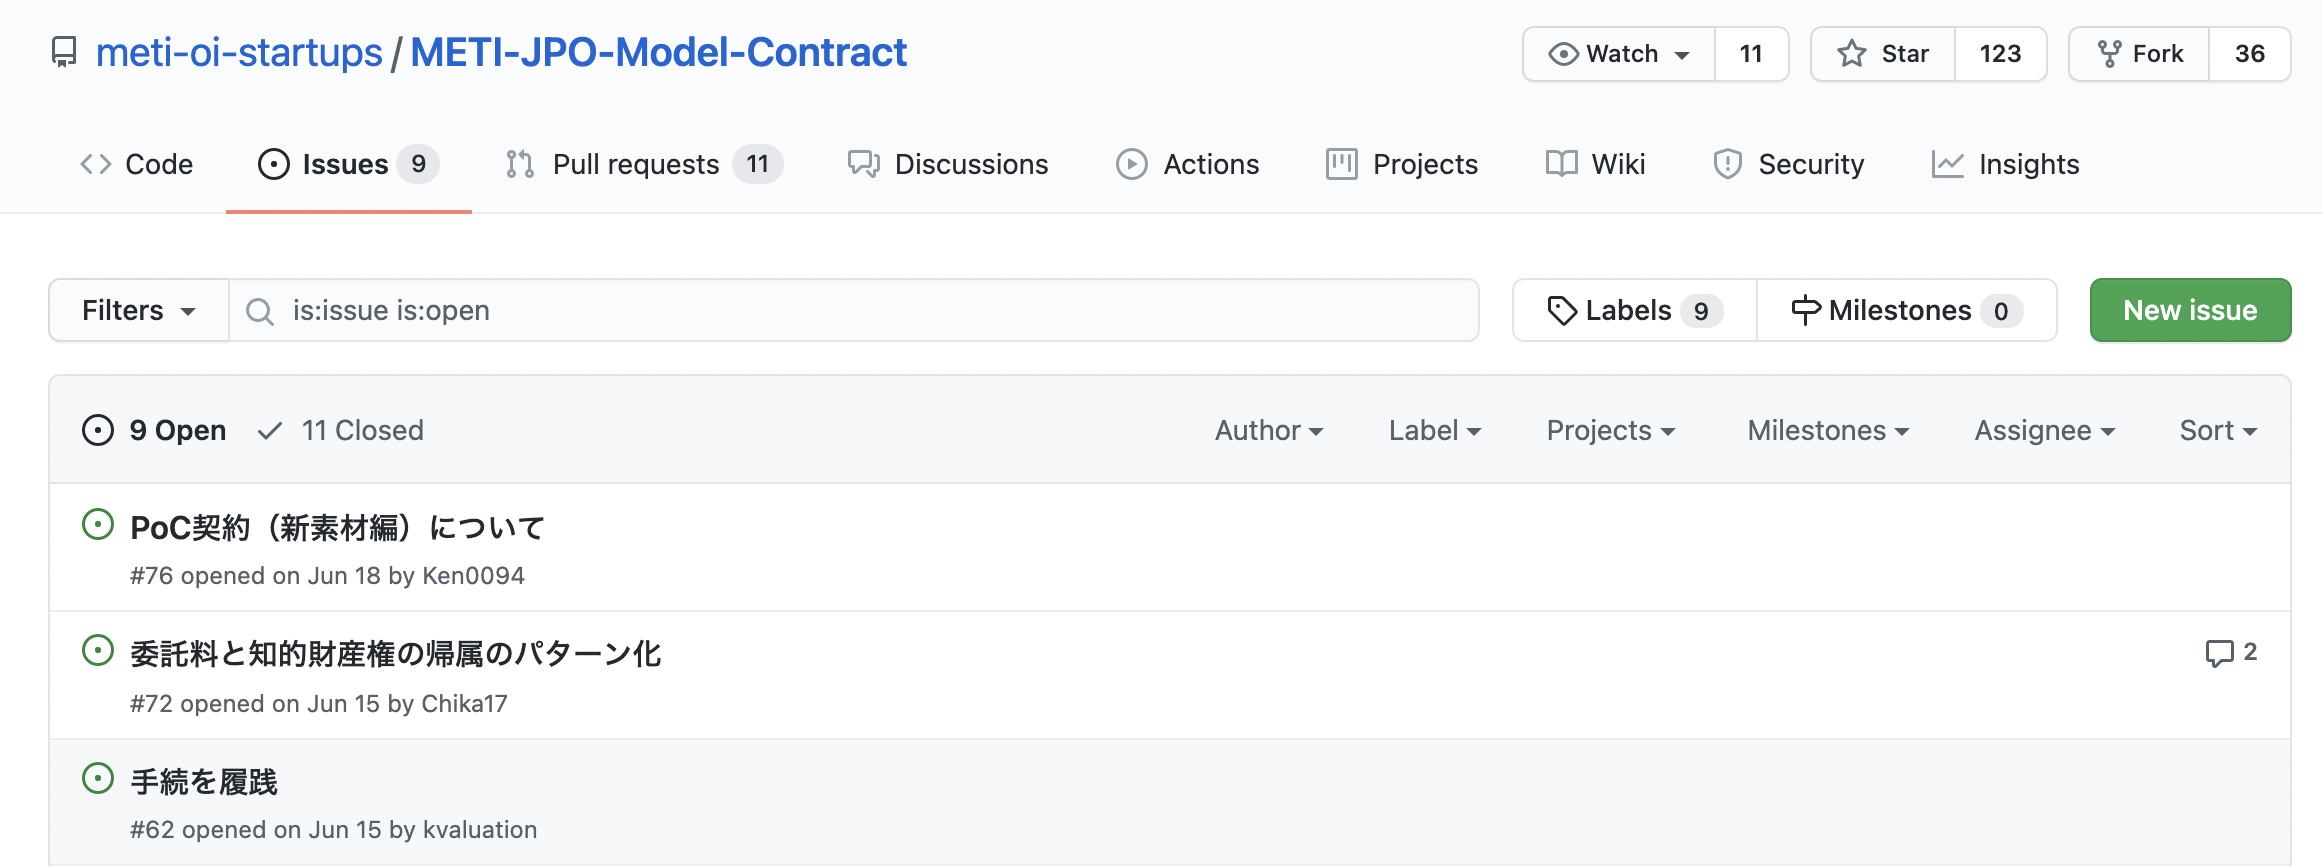 meti-oi-startups / METI-JPO-Model-Contract
Watch 11 Star 123 Fork 36
Code Issues 9 Pull requests 11 Discussions Actions Projects Wiki Security Insights
Filters is:issue is:open Labels 9 Milestones 0 New issue
9 Open 11 Closed Author Label Projects Milestones Assignee Sort
PoC契約（新素材編）について
#76 opened on Jun 18 by Ken0094
委託料と知的財産権の帰属のパターン化 2
#72 opened on Jun 15 by Chika17
手続を履践
#62 opened on Jun 15 by kvaluation